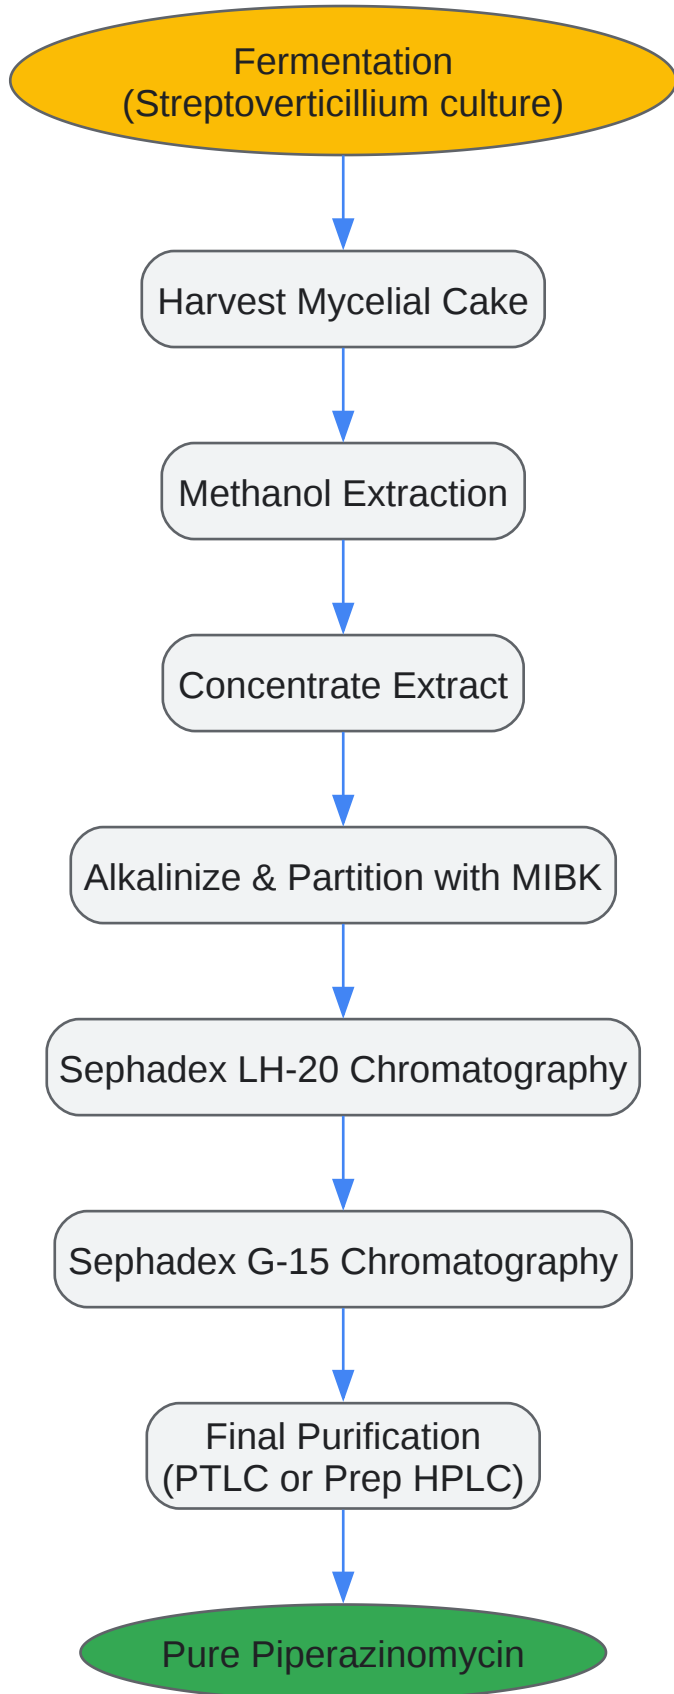 Fermentation
(Streptoverticillium culture)
Harvest Mycelial Cake
Methanol Extraction
Concentrate Extract
Alkalinize & Partition with MIBK
Sephadex LH-20 Chromatography
Sephadex G-15 Chromatography
Final Purification
(PTLC or Prep HPLC)
Pure Piperazinomycin